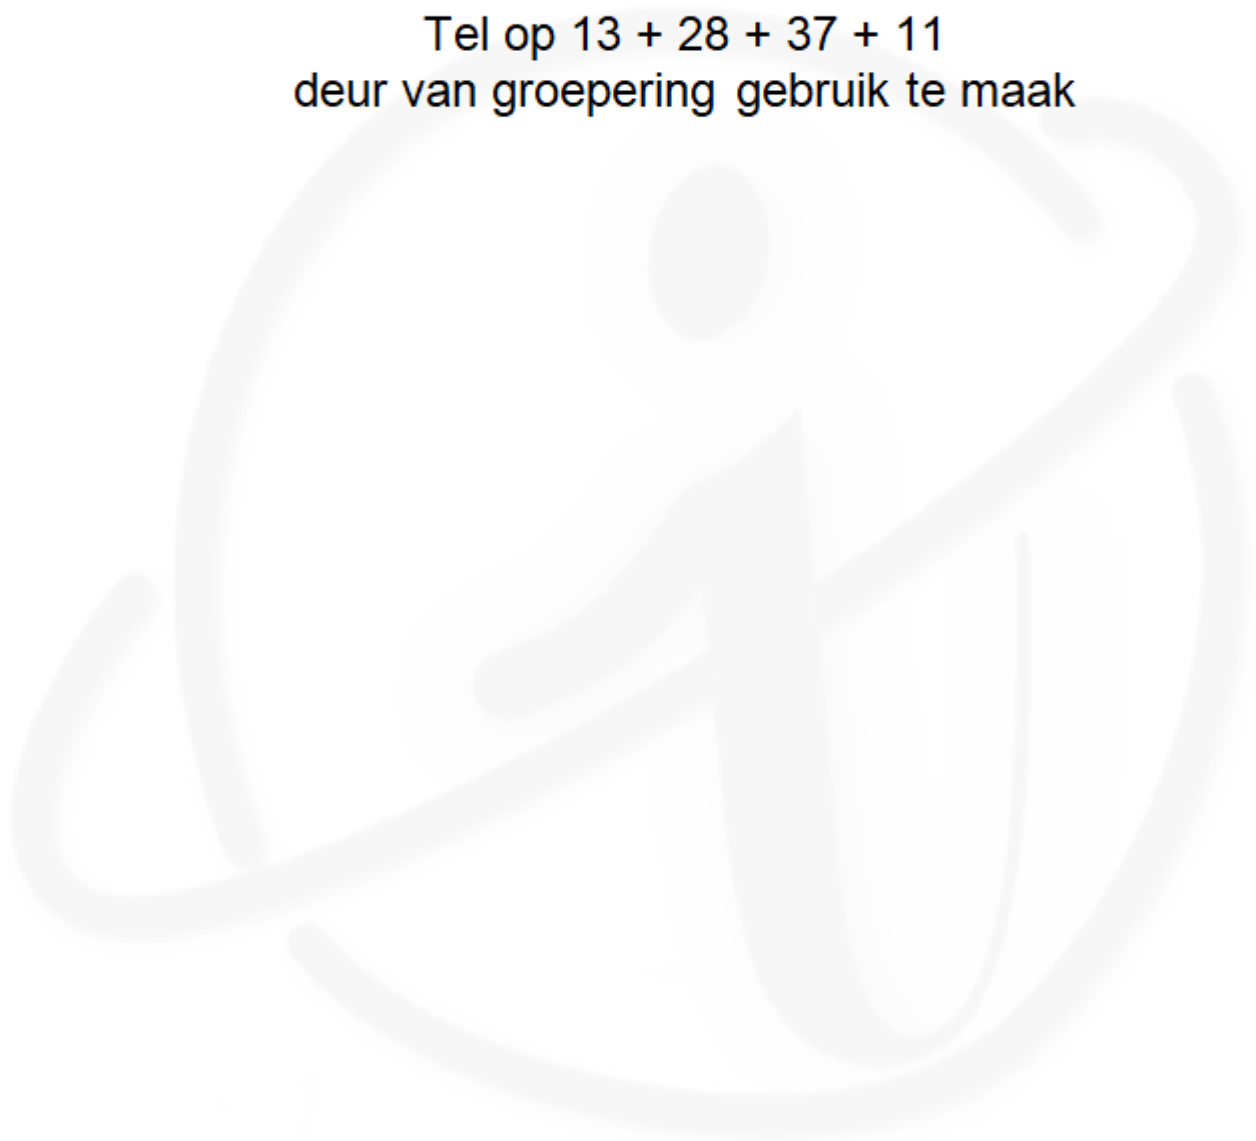 Tel op 13 + 28 + 37 + 11
deur van groepering gebruik te maak